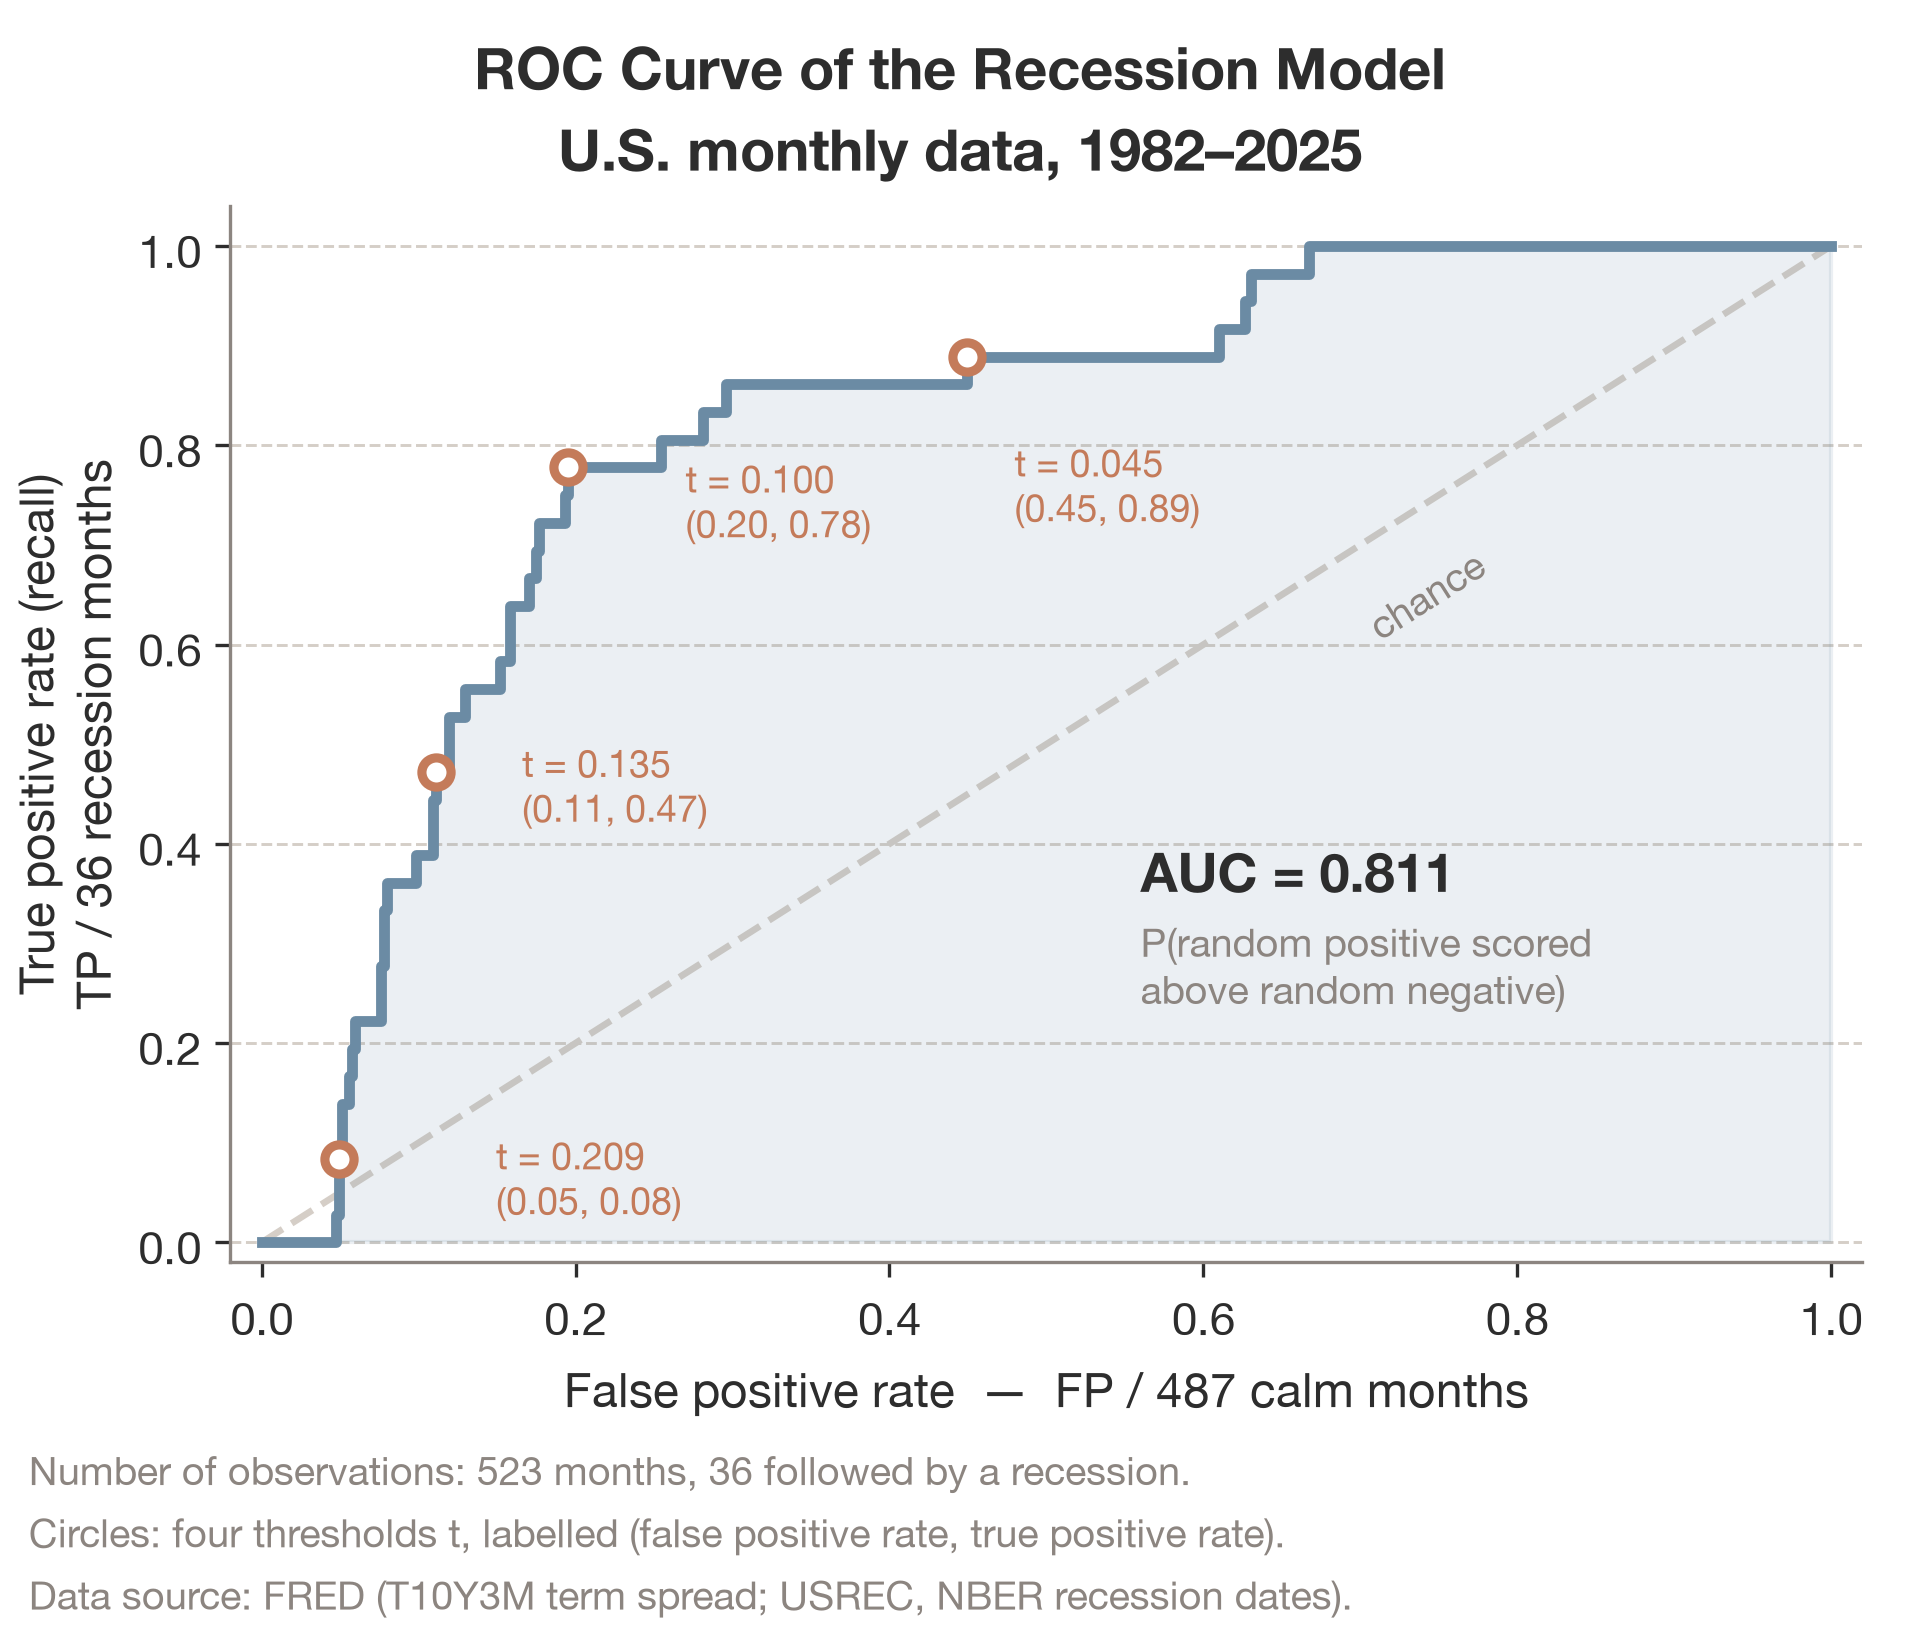 ROC Curve of the Recession Model
U.S. monthly data, 1982–2025
True positive rate (recall)
TP / 36 recession months
1.0
0.8
0.6
0.4
0.2
0.0
t = 0.100
(0.20, 0.78)
t = 0.045
(0.45, 0.89)
chance
t = 0.135
(0.11, 0.47)
AUC = 0.811
P(random positive scored
above random negative)
t = 0.209
(0.05, 0.08)
0.0
0.2
0.4
0.6
0.8
1.0
False positive rate — FP / 487 calm months
Number of observations: 523 months, 36 followed by a recession.
Circles: four thresholds t, labelled (false positive rate, true positive rate).
Data source: FRED (T10Y3M term spread; USREC, NBER recession dates).